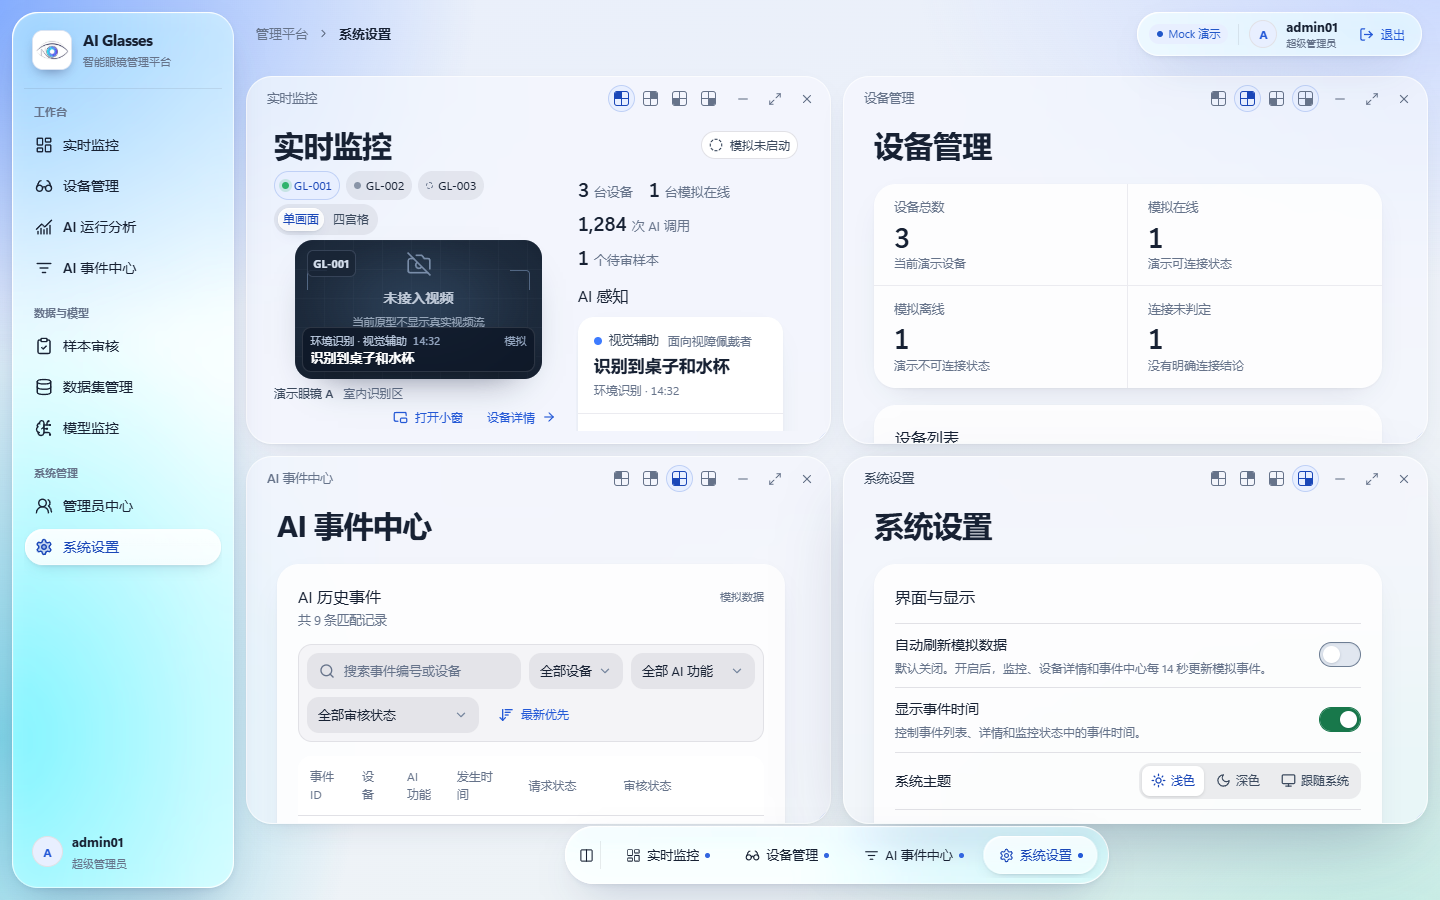 AI Glasses
智能眼镜管理平台
工作台
实时监控
设备管理
AI 运行分析
AI 事件中心
数据与模型
样本审核
数据集管理
模型监控
系统管理
管理员中心
系统设置
A admin01
超级管理员
管理平台 > 系统设置
Mock 演示
A admin01
超级管理员
退出
实时监控
实时监控
模拟未启动
GL-001 GL-002 GL-003
单画面 四宫格
GL-001
未接入视频
当前原型不显示真实视频流
环境识别 · 视觉辅助 14:32 模拟
识别到桌子和水杯
演示眼镜 A 室内识别区
打开小窗 设备详情
3 台设备 1 台模拟在线
1,284 次 AI 调用
1 个待审样本
AI 感知
视觉辅助 面向视障佩戴者
识别到桌子和水杯
环境识别 · 14:32
设备管理
设备管理
设备总数
3
当前演示设备
模拟在线
1
演示可连接状态
模拟离线
1
演示不可连接状态
连接未判定
1
没有明确连接结论
设备列表
AI 事件中心
AI 事件中心
AI 历史事件
模拟数据
共 9 条匹配记录
搜索事件编号或设备
全部设备
全部 AI 功能
全部审核状态
最新优先
事件 ID
设备
AI 功能
发生时间
请求状态
审核状态
系统设置
系统设置
界面与显示
自动刷新模拟数据
默认关闭。开启后，监控、设备详情和事件中心每 14 秒更新模拟事件。
显示事件时间
控制事件列表、详情和监控状态中的事件时间。
系统主题
浅色 深色 跟随系统
实时监控 设备管理 AI 事件中心 系统设置